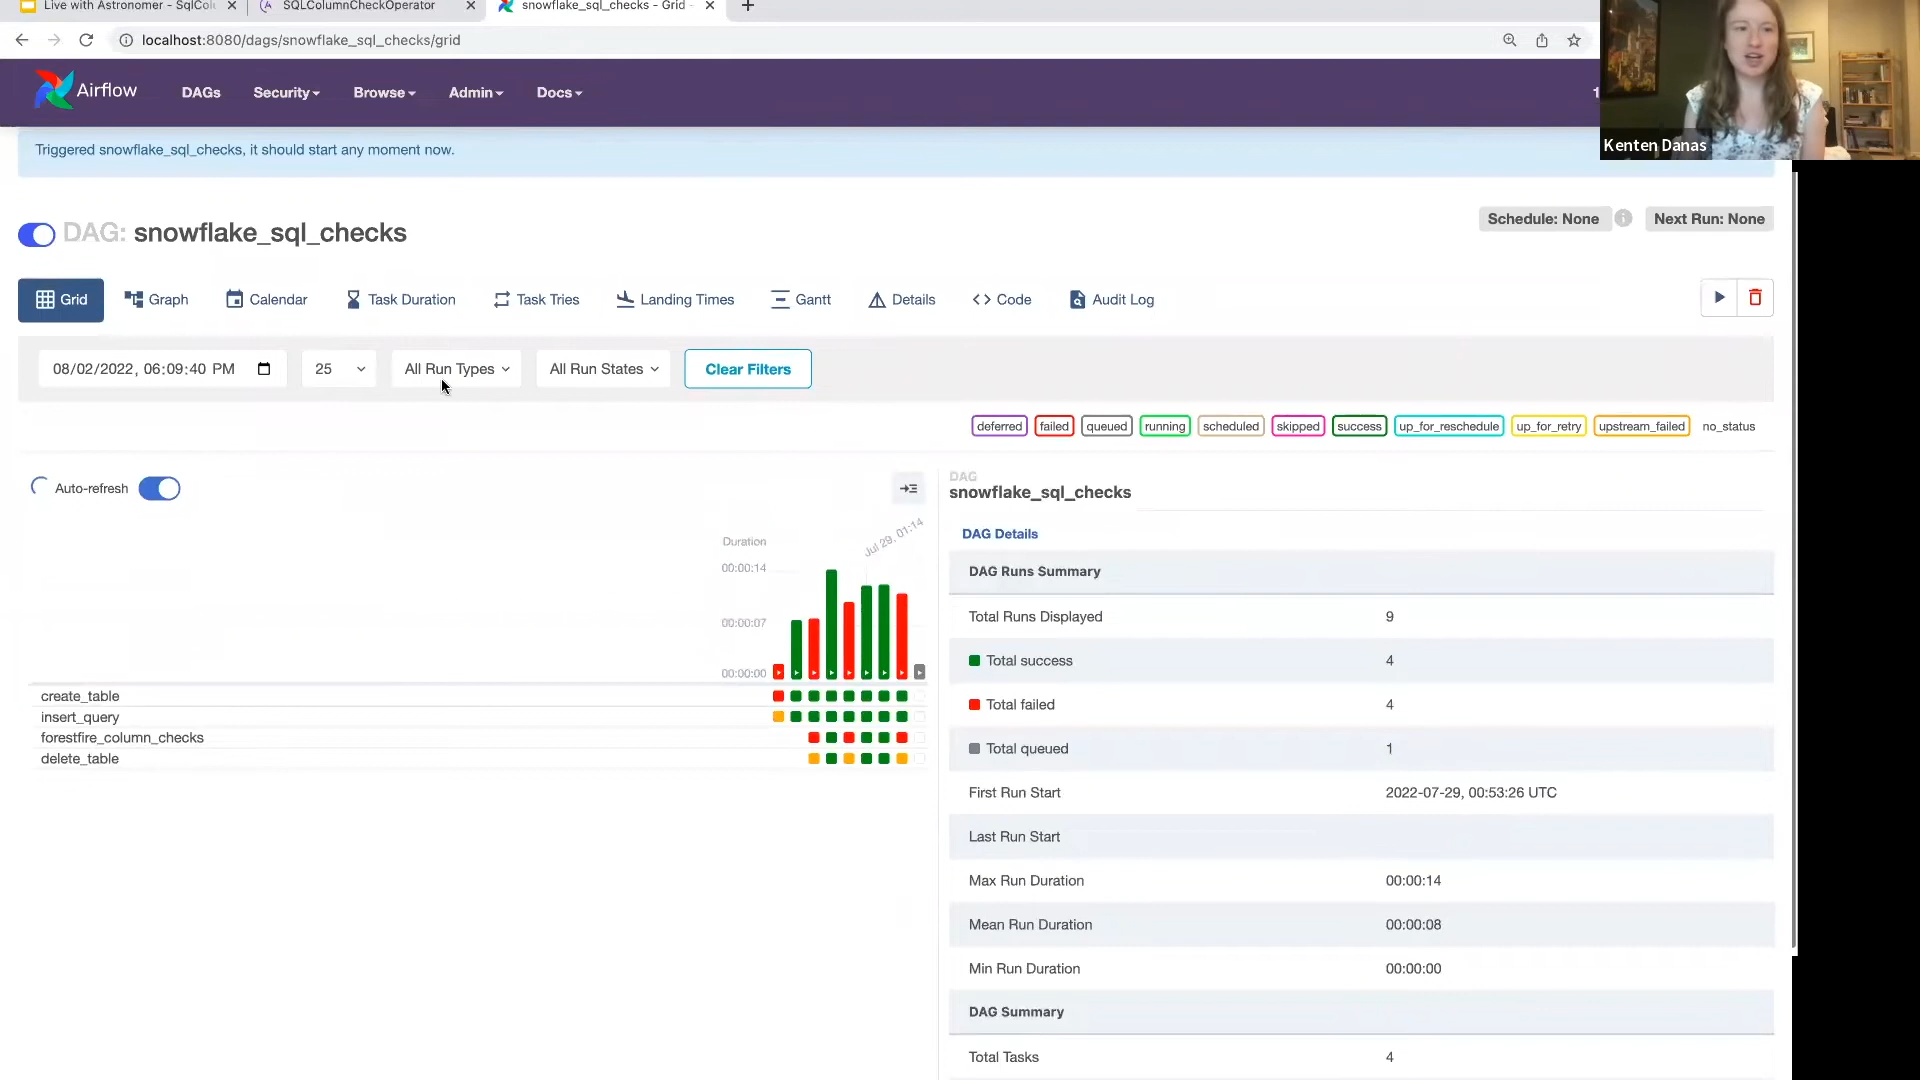 Live with Astronomer - SqlColu
SQLColumnCheckOperator
snowflake_sql_checks - Grid -
localhost:8080/dags/snowflake_sql_checks/grid
Airflow
DAGs
Security
Browse
Admin
Docs
1
Kenten Danas
Triggered snowflake_sql_checks, it should start any moment now.
DAG: snowflake_sql_checks
Schedule: None
Next Run: None
Grid
Graph
Calendar
Task Duration
Task Tries
Landing Times
Gantt
Details
Code
Audit Log
08/02/2022, 06:09:40 PM
25
All Run Types
All Run States
Clear Filters
deferred
failed
queued
running
scheduled
skipped
success
up_for_reschedule
up_for_retry
upstream_failed
no_status
Auto-refresh
Duration
Jul 29, 01:14
00:00:14
00:00:07
00:00:00
create_table
insert_query
forestfire_column_checks
delete_table
DAG
snowflake_sql_checks
DAG Details
DAG Runs Summary
Total Runs Displayed 9
Total success 4
Total failed 4
Total queued 1
First Run Start 2022-07-29, 00:53:26 UTC
Last Run Start
Max Run Duration 00:00:14
Mean Run Duration 00:00:08
Min Run Duration 00:00:00
DAG Summary
Total Tasks 4